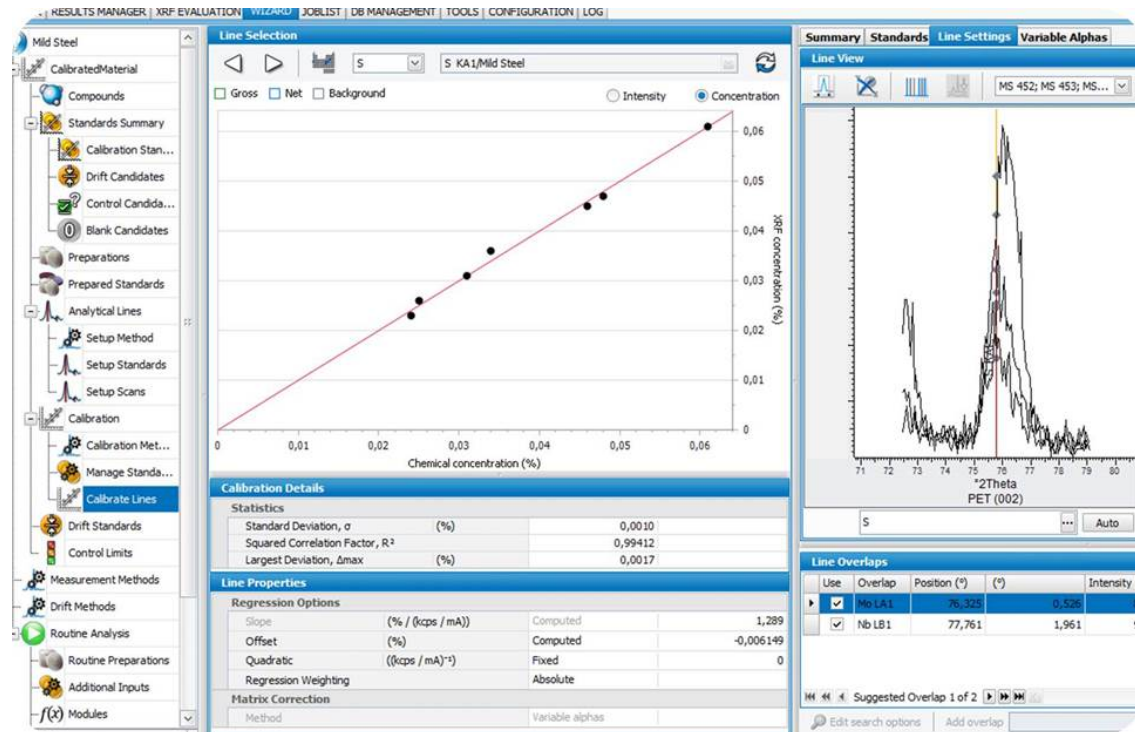 RESULTS MANAGER | XRF EVALUATION WIZARD JOBLIST | DB MANAGEMENT | TOOLS | CONFIGURATION | LOG
Mild Steel
CalibratedMaterial
Compounds
Standards Summary
Calibration Stan...
Drift Candidates
Control Candida...
Blank Candidates
Preparations
Prepared Standards
Analytical Lines
Setup Method
Setup Standards
Setup Scans
Calibration
Calibration Met...
Manage Standa...
Calibrate Lines
Drift Standards
Control Limits
Measurement Methods
Drift Methods
Routine Analysis
Routine Preparations
Additional Inputs
f(x) Modules
Line Selection
S
S KA1/Mild Steel
Gross Net Background
Intensity Concentration
0,06
0,05
0,04
0,03
0,02
0,01
0
XRF concentration (%)
0 0,01 0,02 0,03 0,04 0,05 0,06
Chemical concentration (%)
Calibration Details
Statistics
Standard Deviation, σ (%) 0,0010
Squared Correlation Factor, R² 0,99412
Largest Deviation, Δmax (%) 0,0017
Line Properties
Regression Options
Slope (% / (kcps / mA)) Computed 1,289
Offset (%) Computed -0,006149
Quadratic ((kcps / mA)⁻¹) Fixed 0
Regression Weighting Absolute
Matrix Correction
Method Variable alphas
Summary Standards Line Settings Variable Alphas
Line View
MS 452; MS 453; MS...
71 72 73 74 75 76 77 78 79 80
°2Theta
PET (002)
S ... Auto
Line Overlaps
Use Overlap Position (°) (°) Intensity
Mo LA1 76,325 0,526
Nb LB1 77,761 1,961
Suggested Overlap 1 of 2
Edit search options Add overlap